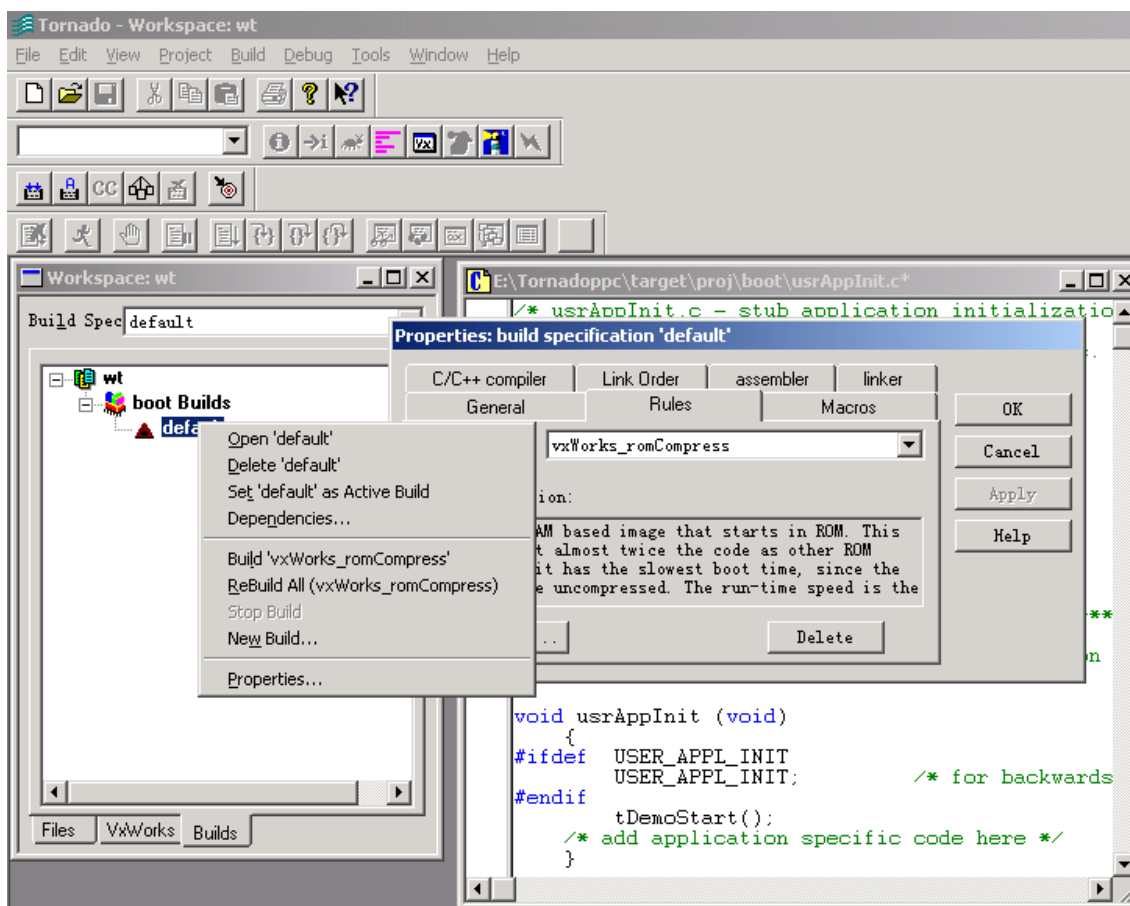 Tornado - Workspace: wt
File Edit View Project Build Debug Tools Window Help
Workspace: wt
Build Spec default
wt
boot Builds
Open 'default'
Delete 'default'
Set 'default' as Active Build
Dependencies...
Build 'vxWorks_romCompress'
ReBuild All (vxWorks_romCompress)
Stop Build
New Build...
Properties...
Files VxWorks Builds
E:\Tornadoppc\target\proj\boot\usrAppInit.c*
/* usrAppInit.c - stub application initializatio
Properties: build specification 'default'
C/C++ compiler Link Order assembler linker
General Rules Macros
vxWorks_romCompress
ion:
AM based image that starts in ROM. This
t almost twice the code as other ROM
it has the slowest boot time, since the
e uncompressed. The run-time speed is the
.. Delete
OK
Cancel
Apply
Help
**
n
void usrAppInit (void)
{
#ifdef USER_APPL_INIT
USER_APPL_INIT; /* for backwards
#endif
tDemoStart();
/* add application specific code here */
}